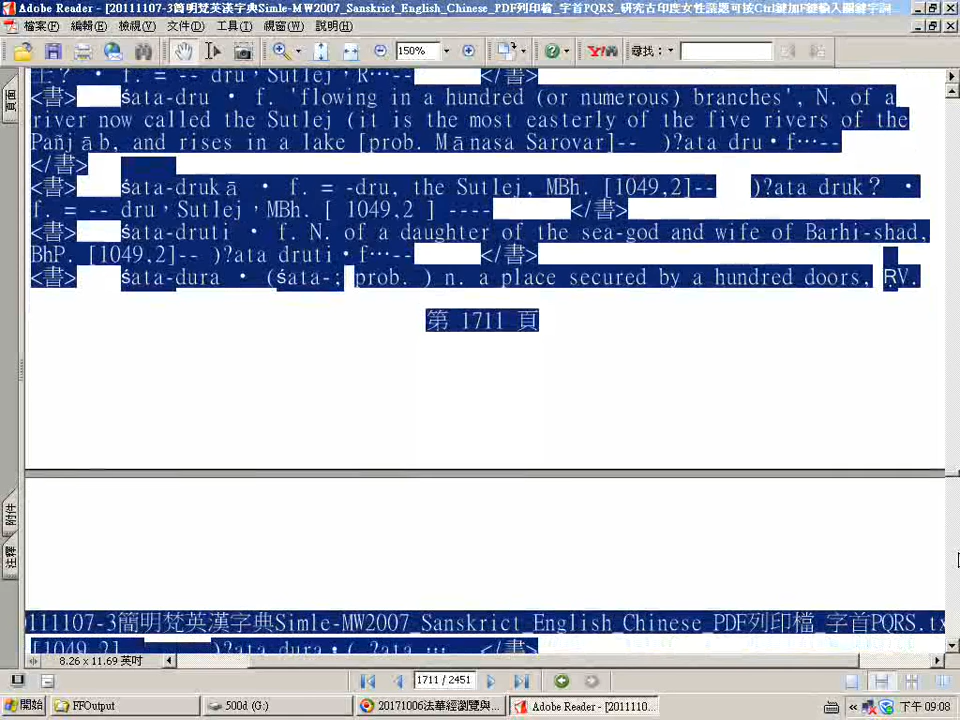 Adobe Reader - [20111107-3簡明梵英漢字典Simle-MW2007_Sanskrict_English_Chinese_PDF列印檔_字首PQRS_研究古印度女性議題可按Ctrl鍵加F鍵輸入關鍵字詞
檔案(F) 編輯(E) 檢視(V) 文件(D) 工具(T) 視窗(W) 說明(H)
150% 尋找:
頁面
f. = -- dru，Sutlej，R…-- </書>
<書> śata-dru • f. 'flowing in a hundred (or numerous) branches', N. of a
river now called the Sutlej (it is the most easterly of the five rivers of the
Pañjāb, and rises in a lake [prob. Mānasa Sarovar]-- )?ata dru•f…--
</書>
<書> śata-drukā • f. = -dru, the Sutlej, MBh. [1049,2]-- )?ata druk? •
f. = -- dru，Sutlej，MBh. [ 1049,2 ] ---- </書>
<書> śata-druti • f. N. of a daughter of the sea-god and wife of Barhi-shad,
BhP. [1049,2]-- )?ata druti•f…-- </書>
<書> śata-dura • (śata-; prob. ) n. a place secured by a hundred doors, ṚV.
第 1711 頁
附件
注釋
111107-3簡明梵英漢字典Simle-MW2007_Sanskrict_English_Chinese_PDF列印檔_字首PQRS.tx
[1049,2] )?ata dura•( ?ata-… </書>
8.26 x 11.69 英吋
1711 / 2451
開始 FFOutput 500d (G:) 20171006法華經瀏覽與... Adobe Reader - [2011110... 下午 09:08